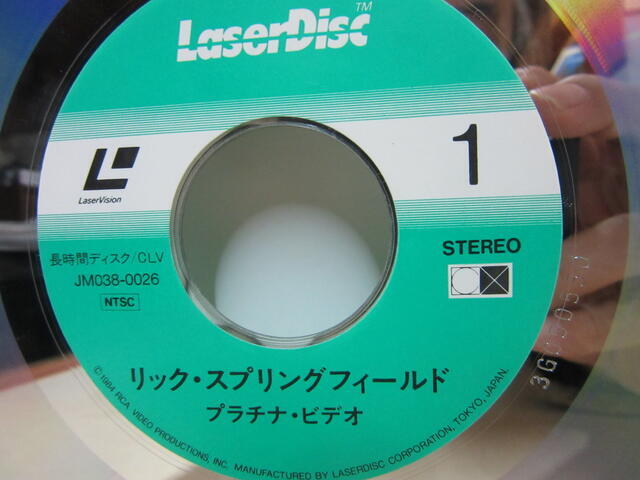 LaserDisc™
1
LaserVision
STEREO
長時間ディスク/CLV
JM038-0026
NTSC
リック・スプリングフィールド
プラチナ・ビデオ
©1984 RCA VIDEO PRODUCTIONS, INC. MANUFACTURED BY LASERDISC CORPORATION, TOKYO, JAPAN.